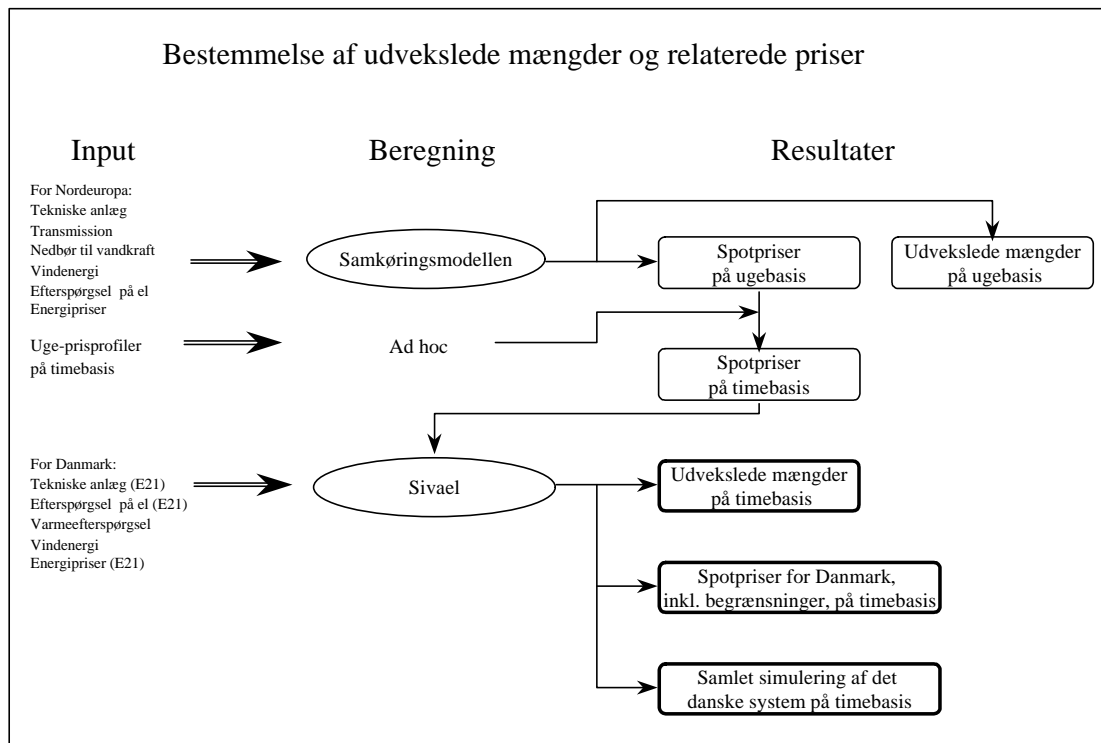 Bestemmelse af udvekslede mængder og relaterede priser
Input
Beregning
Resultater
For Nordeuropa:
Tekniske anlæg
Transmission
Nedbør til vandkraft
Vindenergi
Efterspørgsel på el
Energipriser
Samkøringsmodellen
Spotpriser
på ugebasis
Udvekslede mængder
på ugebasis
Uge-prisprofiler
på timebasis
Ad hoc
Spotpriser
på timebasis
For Danmark:
Tekniske anlæg (E21)
Efterspørgsel på el (E21)
Varmeefterspørgsel
Vindenergi
Energipriser (E21)
Sivael
Udvekslede mængder
på timebasis
Spotpriser for Danmark,
inkl. begrænsninger, på timebasis
Samlet simulering af det
danske system på timebasis